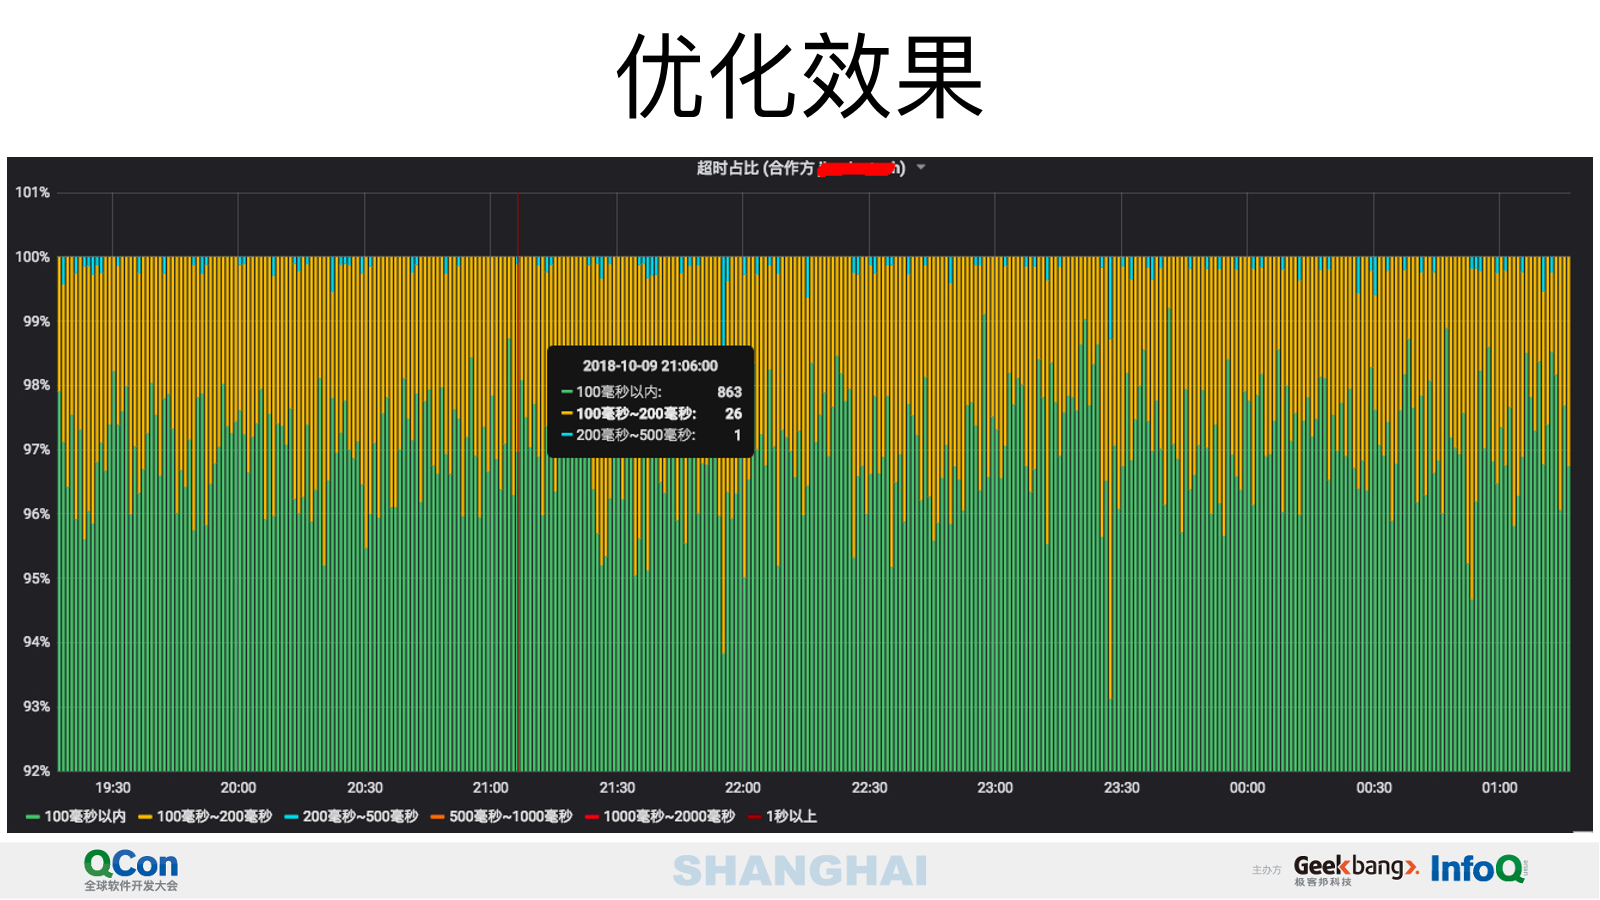 优化效果
超时占比 (合作方 h)
101%
100%
99%
98%
97%
96%
95%
94%
93%
92%
2018-10-09 21:06:00
100毫秒以内: 863
100毫秒~200毫秒: 26
200毫秒~500毫秒: 1
19:30 20:00 20:30 21:00 21:30 22:00 22:30 23:00 23:30 00:00 00:30 01:00
100毫秒以内 100毫秒~200毫秒 200毫秒~500毫秒 500毫秒~1000毫秒 1000毫秒~2000毫秒 1秒以上
QCon
全球软件开发大会
SHANGHAI
主办方
Geekbang>.
极客邦科技
InfoQ